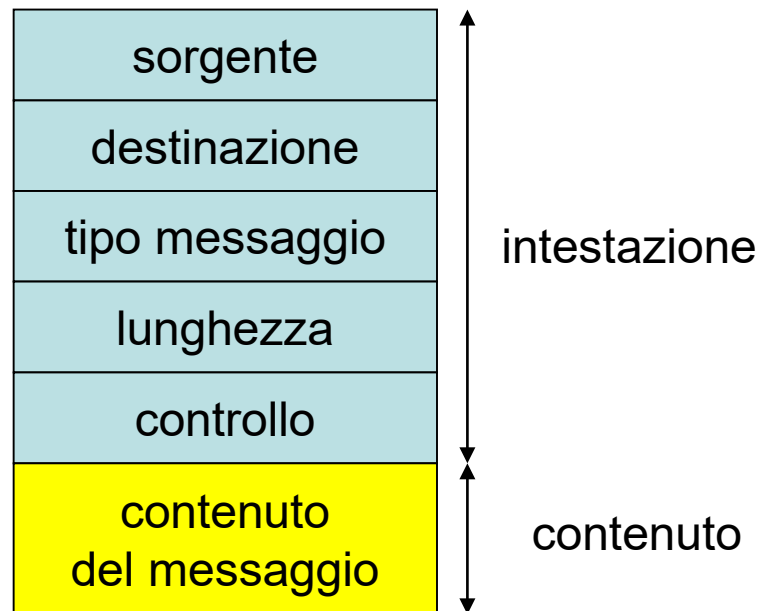 sorgente
destinazione
tipo messaggio
intestazione
lunghezza
controllo
contenuto
del messaggio
contenuto